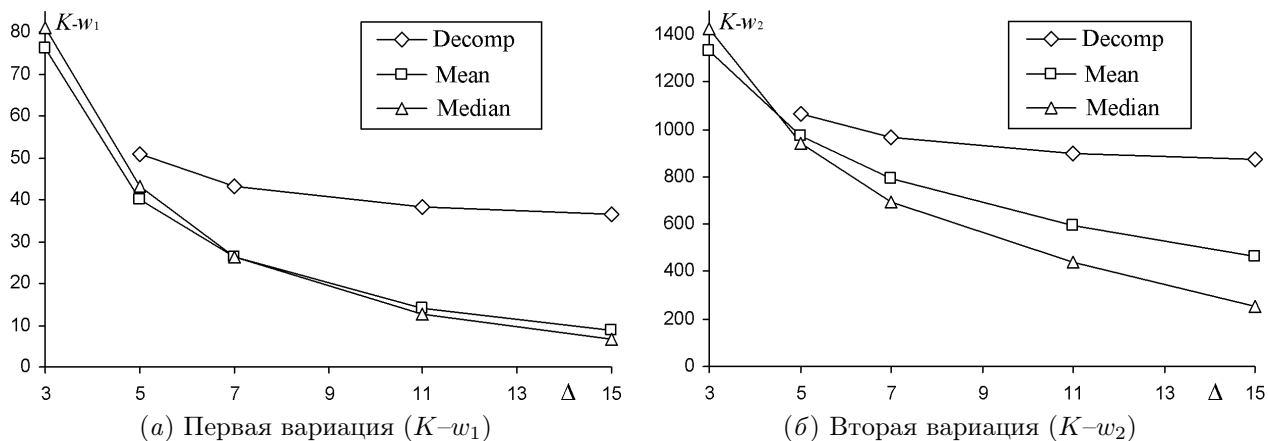 K-w₁
80
70
60
50
40
30
20
10
0
3 5 7 9 11 13 Δ 15
Decomp
Mean
Median
(а) Первая вариация (K–w₁)
K-w₂
1400
1200
1000
800
600
400
200
0
3 5 7 9 11 13 Δ 15
Decomp
Mean
Median
(б) Вторая вариация (K–w₂)